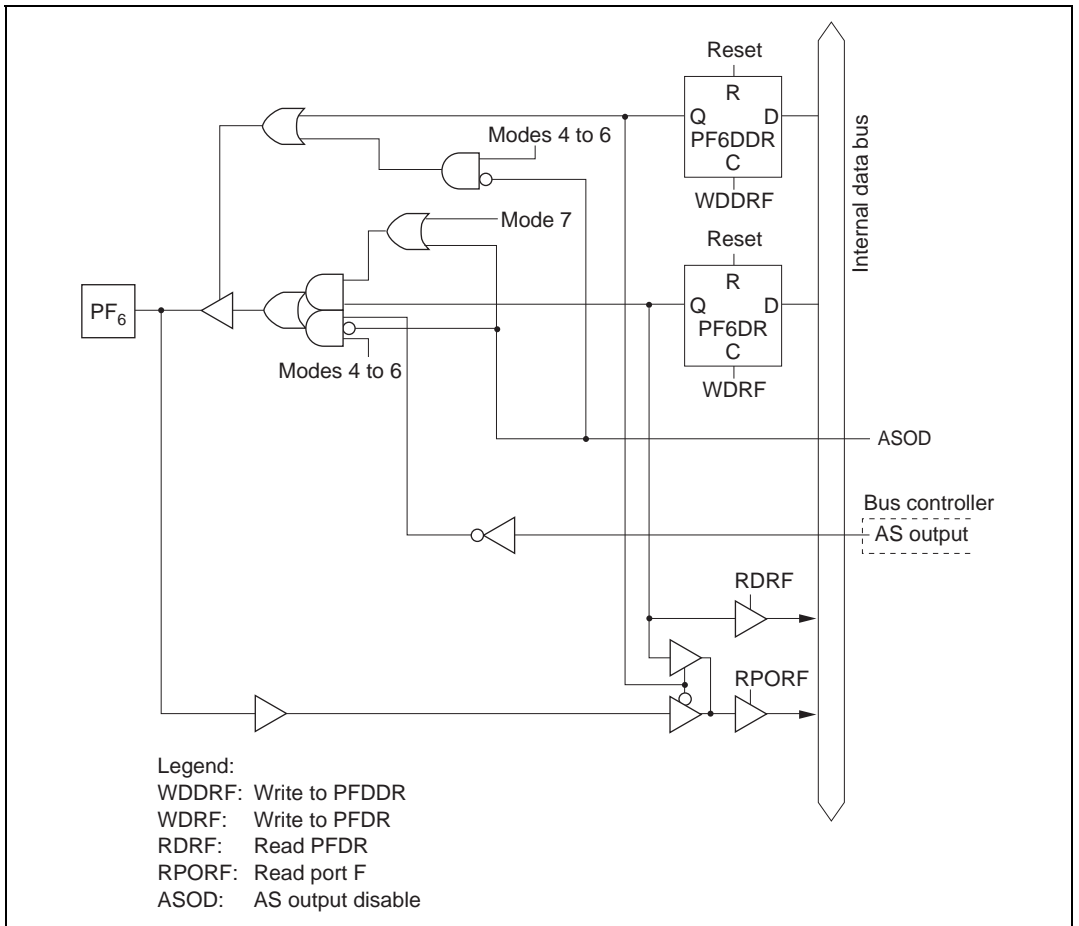 Reset
R
Q D
PF6DDR
C
WDDRF
Modes 4 to 6
Mode 7
Reset
R
Q D
PF6DR
C
WDRF
PF6
Modes 4 to 6
Internal data bus
ASOD
Bus controller
AS output
RDRF
RPORF
Legend:
WDDRF: Write to PFDDR
WDRF: Write to PFDR
RDRF: Read PFDR
RPORF: Read port F
ASOD: AS output disable